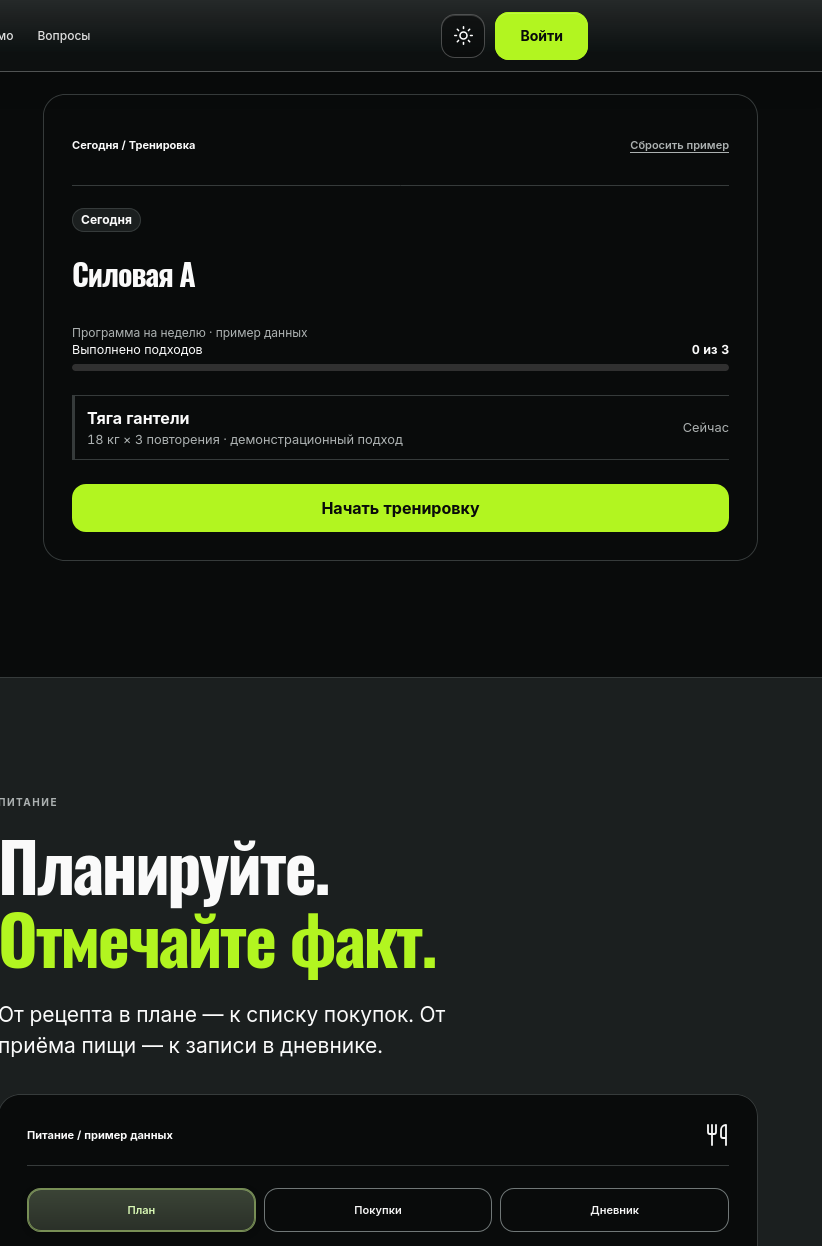 мо Вопросы Войти
Сегодня / Тренировка Сбросить пример
Сегодня
Силовая А
Программа на неделю · пример данных
Выполнено подходов 0 из 3
Тяга гантели
18 кг × 3 повторения · демонстрационный подход
Сейчас
Начать тренировку
ПИТАНИЕ
Планируйте.
Отмечайте факт.
От рецепта в плане — к списку покупок. От
приёма пищи — к записи в дневнике.
Питание / пример данных
План Покупки Дневник